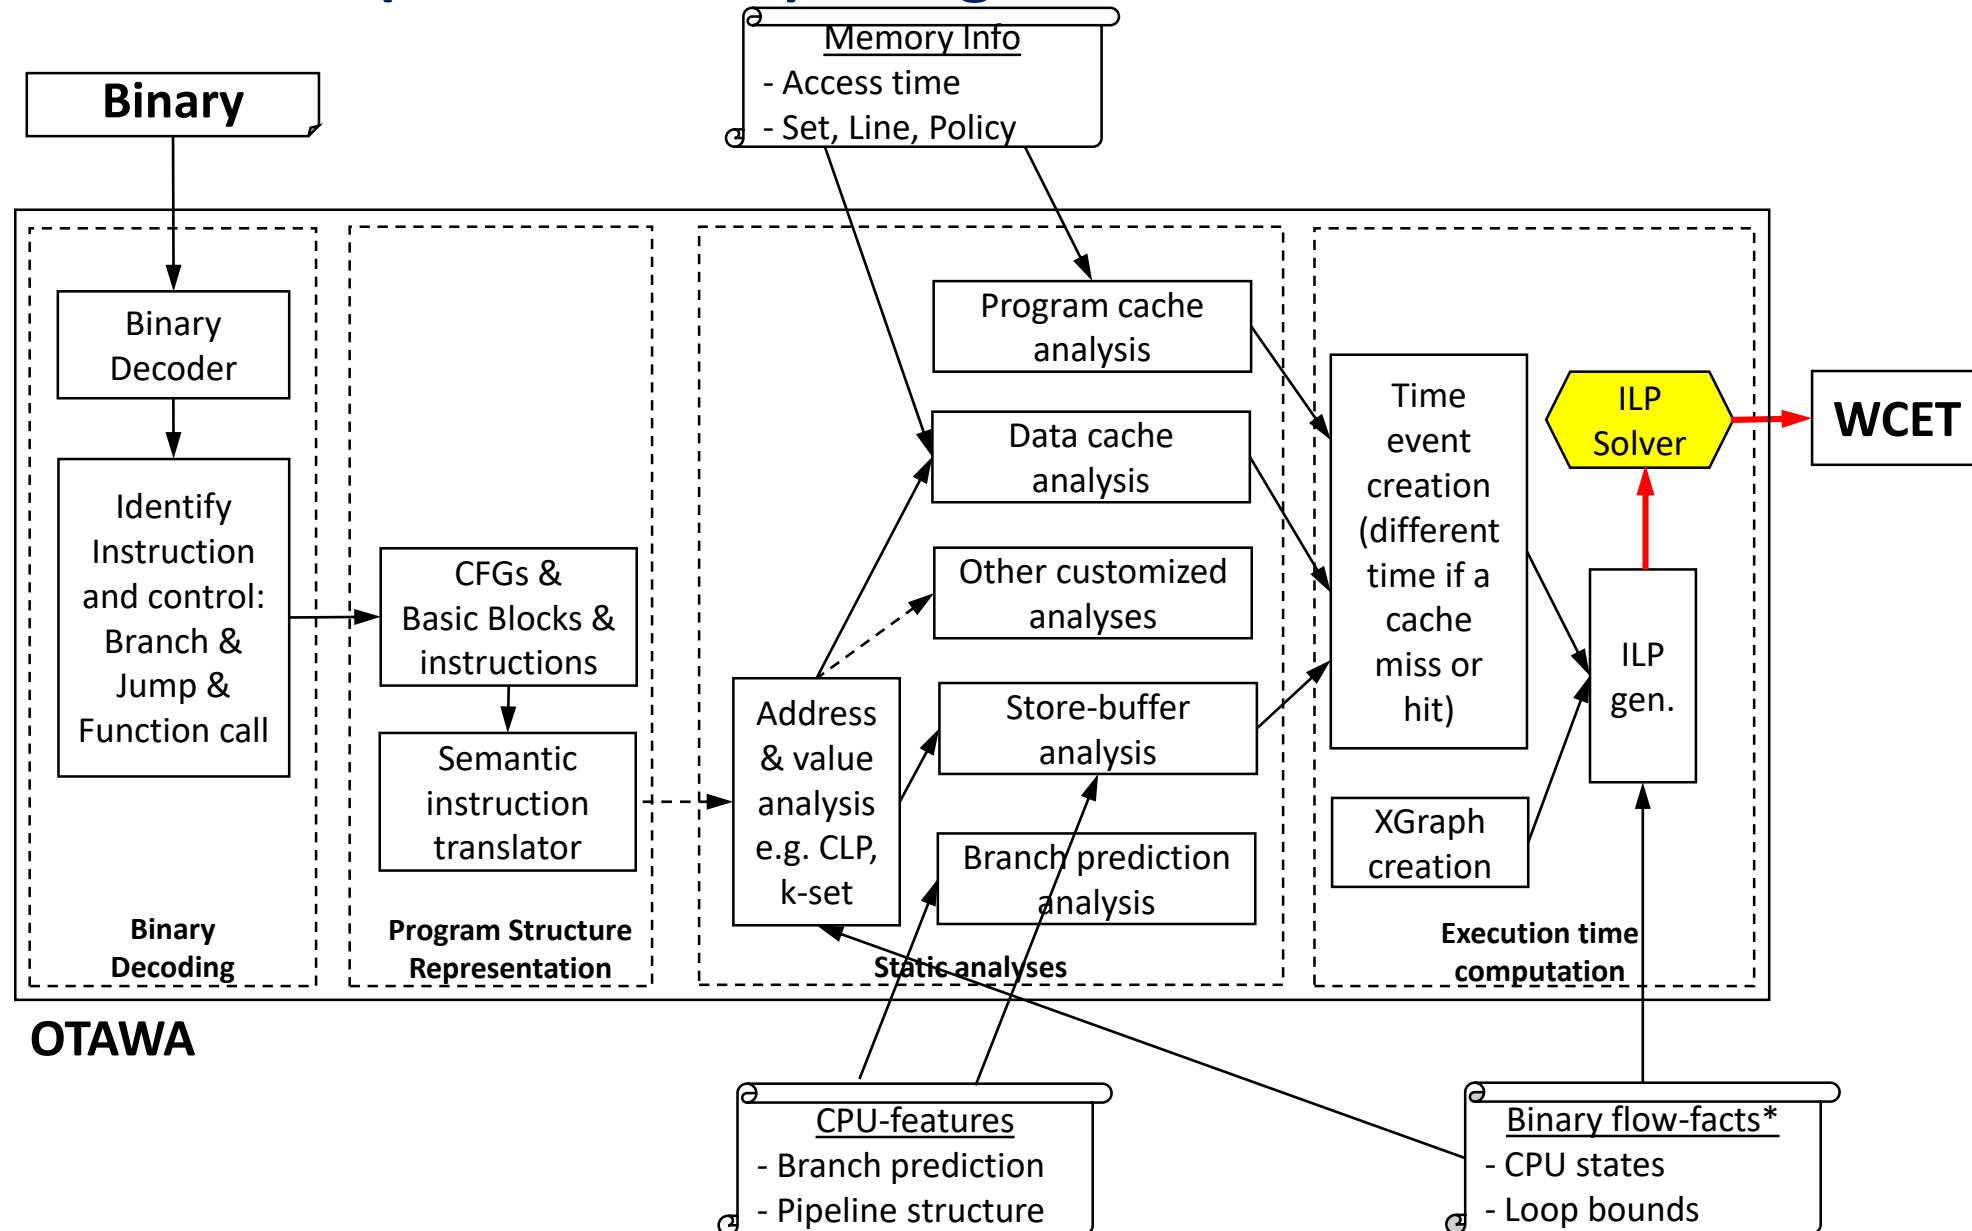 Memory Info
- Access time
- Set, Line, Policy
Binary
Binary
Decoder
Identify
Instruction
and control:
Branch &
Jump &
Function call
Binary
Decoding
CFGs &
Basic Blocks &
instructions
Semantic
instruction
translator
Program Structure
Representation
Program cache
analysis
Data cache
analysis
Other customized
analyses
Address
& value
analysis
e.g. CLP,
k-set
Store-buffer
analysis
Branch prediction
analysis
Static analyses
Time
event
creation
(different
time if a
cache
miss or
hit)
XGraph
creation
ILP
Solver
ILP
gen.
Execution time
computation
WCET
OTAWA
CPU-features
- Branch prediction
- Pipeline structure
Binary flow-facts*
- CPU states
- Loop bounds